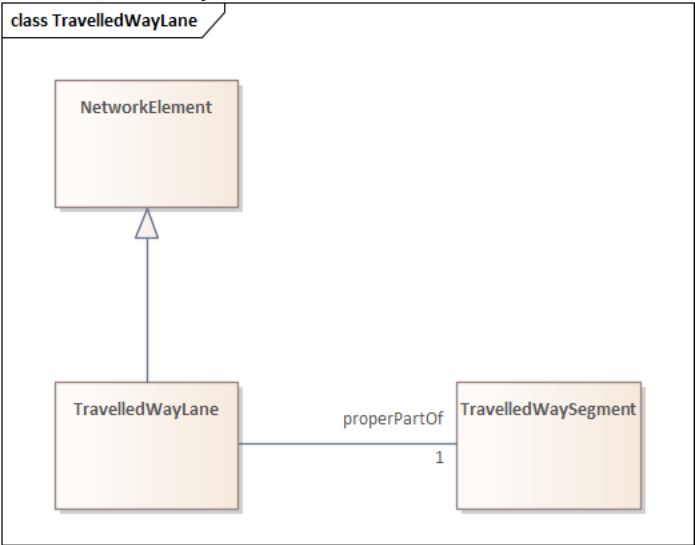 class TravelledWayLane
NetworkElement
TravelledWayLane
properPartOf
1
TravelledWaySegment